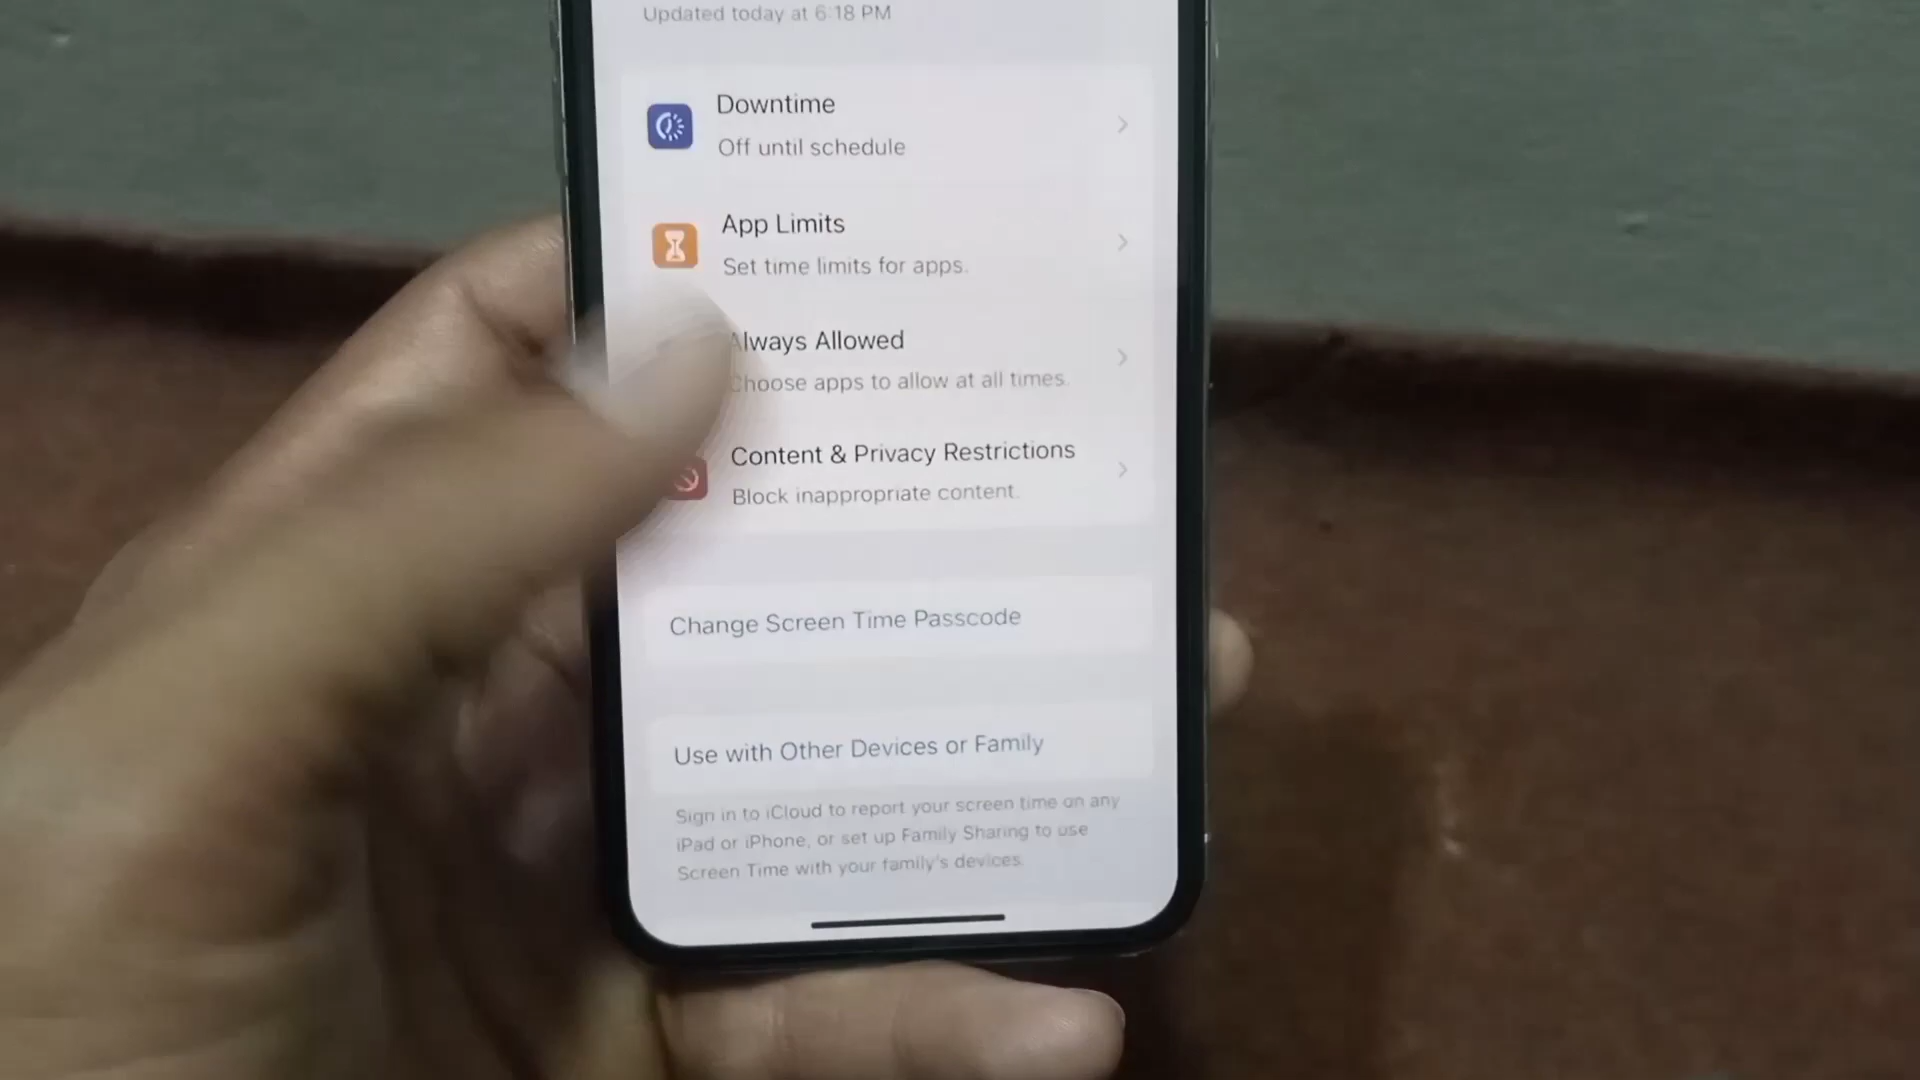 Updated today at 6:18 PM
Downtime
Off until schedule
App Limits
Set time limits for apps.
Always Allowed
Choose apps to allow at all times.
Content & Privacy Restrictions
Block inappropriate content.
Change Screen Time Passcode
Use with Other Devices or Family
Sign in to iCloud to report your screen time on any
iPad or iPhone, or set up Family Sharing to use
Screen Time with your family's devices.